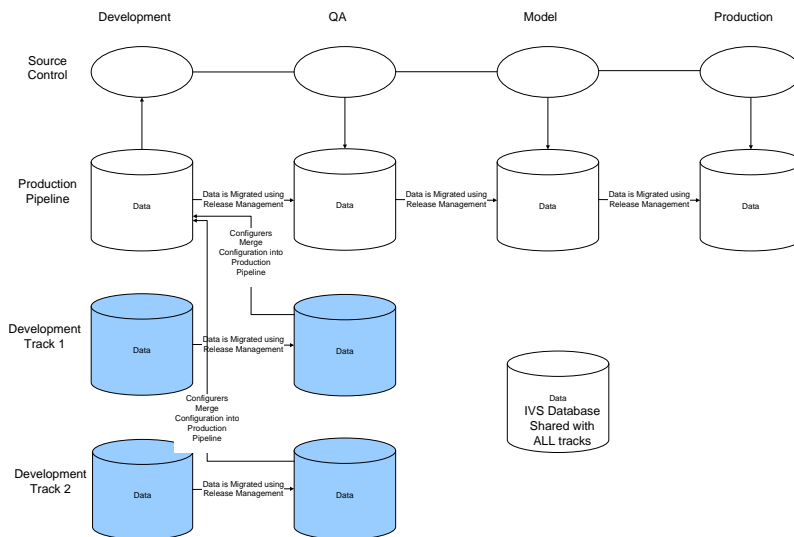 Development
QA
Model
Production
Source
Control
Production
Pipeline
Data
Data is Migrated using
Release Management
Data
Data is Migrated using
Release Management
Data
Data is Migrated using
Release Management
Data
Configurers
Merge
Configuration into
Production
Pipeline
Development
Track 1
Data
Data is Migrated using
Release Management
Data
Configurers
Merge
Configuration into
Production
Pipeline
Data
IVS Database
Shared with
ALL tracks
Development
Track 2
Data
Data is Migrated using
Release Management
Data